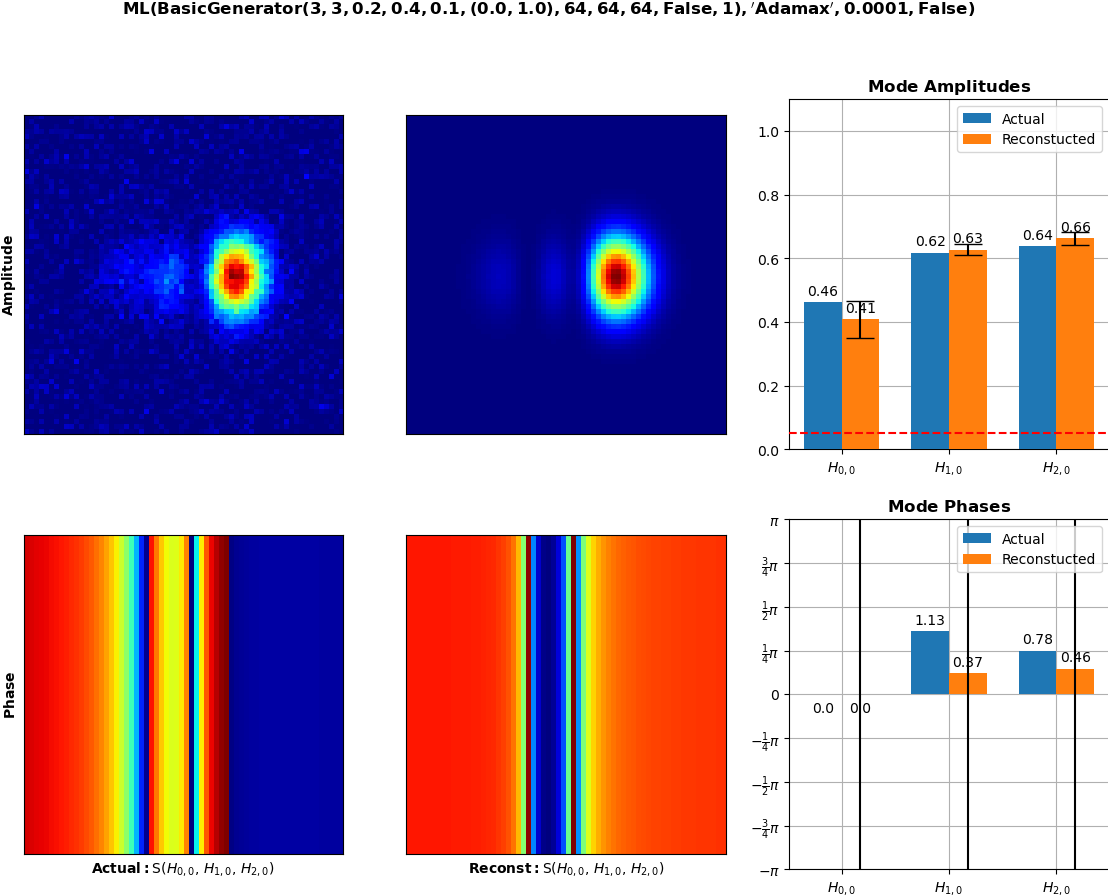 ML(BasicGenerator(3, 3, 0.2, 0.4, 0.1, (0.0, 1.0), 64, 64, 64, False, 1), 'Adamax', 0.0001, False)
Amplitude
Mode Amplitudes
Actual
Reconstucted
1.0
0.8
0.6
0.4
0.2
0.0
0.46
0.41
0.62
0.63
0.64
0.66
H0,0
H1,0
H2,0
Phase
Actual: S(H0,0, H1,0, H2,0)
Reconst: S(H0,0, H1,0, H2,0)
Mode Phases
Actual
Reconstucted
π
3/4π
1/2π
1/4π
0
−1/4π
−1/2π
−3/4π
−π
0.0
0.0
1.13
0.37
0.78
0.46
H0,0
H1,0
H2,0